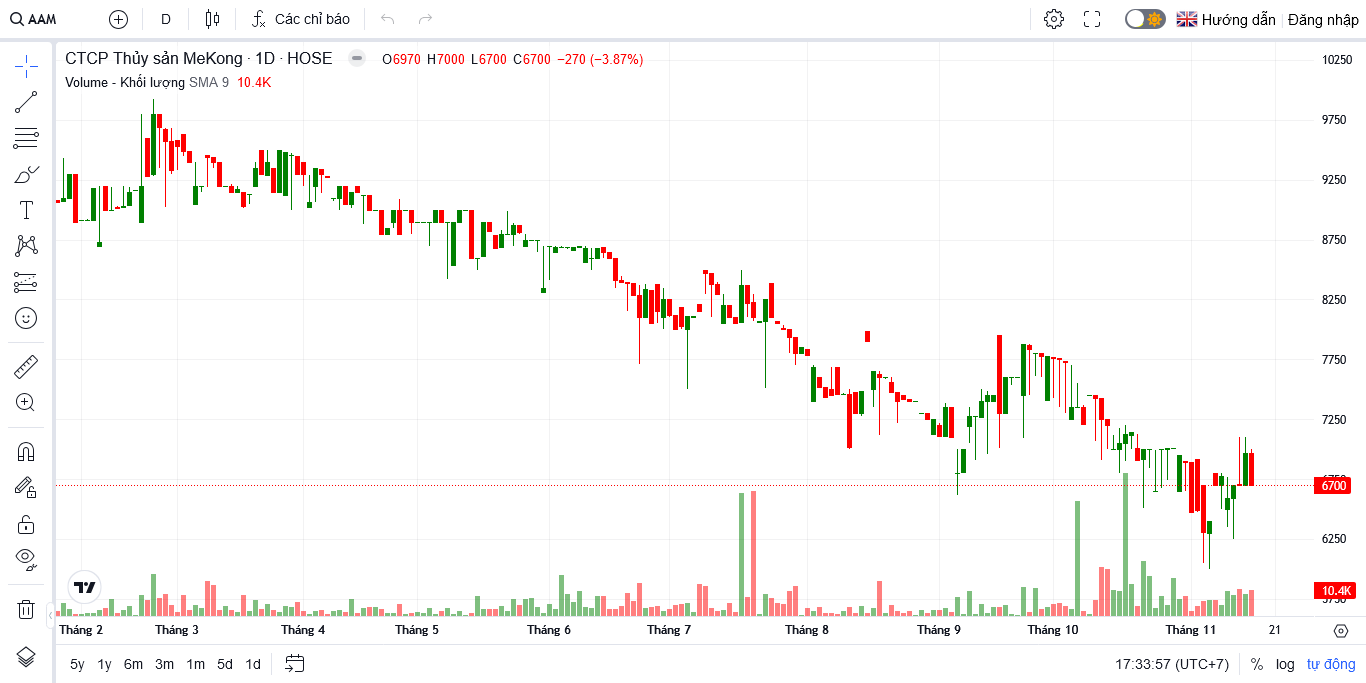 AAM D Các chỉ báo Hướng dẫn Đăng nhập
CTCP Thủy sản MeKong · 1D · HOSE O6970 H7000 L6700 C6700 −270 (−3.87%)
Volume - Khối lượng SMA 9 10.4K
10250
9750
9250
8750
8250
7750
7250
6700
6250
10.4K
Tháng 2 Tháng 3 Tháng 4 Tháng 5 Tháng 6 Tháng 7 Tháng 8 Tháng 9 Tháng 10 Tháng 11 21
5y 1y 6m 3m 1m 5d 1d 17:33:57 (UTC+7) % log tự động